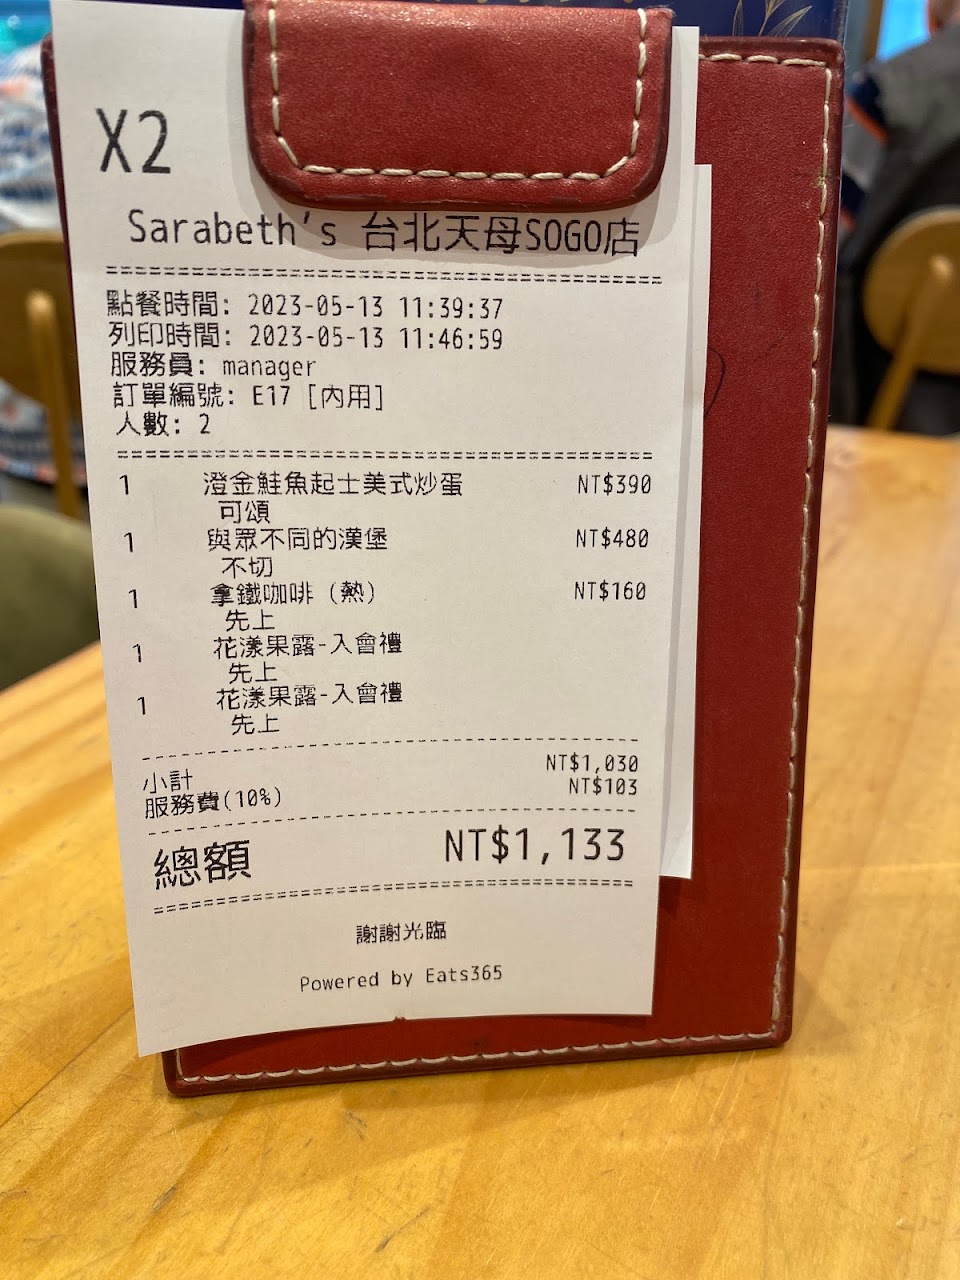 X2
Sarabeth's 台北天母SOGO店
點餐時間: 2023-05-13 11:39:37
列印時間: 2023-05-13 11:46:59
服務員: manager
訂單編號: E17 [內用]
人數: 2
1 澄金鮭魚起士美式炒蛋 NT$390
可頌
1 與眾不同的漢堡 NT$480
不切
1 拿鐵咖啡 (熱) NT$160
先上
1 花漾果露-入會禮
先上
1 花漾果露-入會禮
先上
小計 NT$1,030
服務費(10%) NT$103
總額 NT$1,133
謝謝光臨
Powered by Eats365